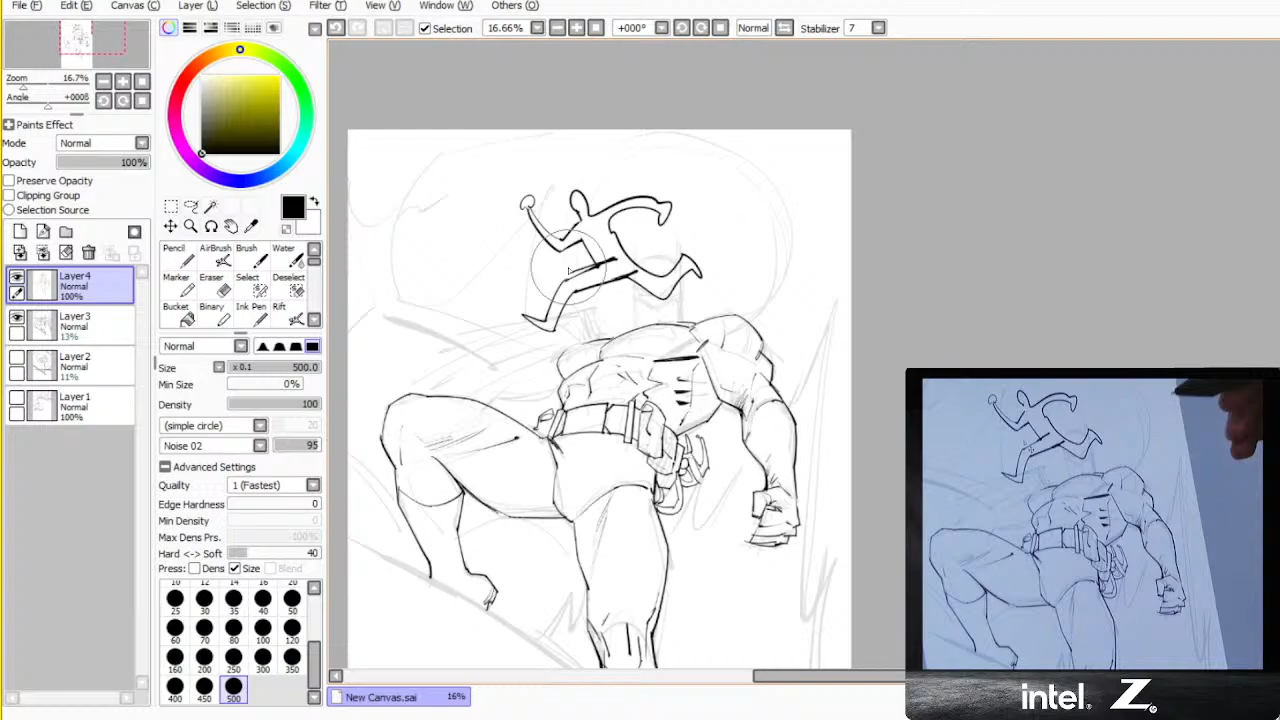 File (F) Edit (E) Canvas (C) Layer (L) Selection (S) Filter (T) View (V) Window (W) Others (O)
Selection 16.66% +000° Normal Stabilizer 7
Zoom 16.7%
Angle +000ß
Paints Effect
Mode Normal
Opacity 100%
Preserve Opacity
Clipping Group
Selection Source
Layer4
Normal
100%
Layer3
Normal
13%
Layer2
Normal
11%
Layer1
Normal
100%
Pencil AirBrush Brush Water
Marker Eraser Select Deselect
Bucket Binary Ink Pen Rift
Normal
Size x 0.1 500.0
Min Size 0%
Density 100
(simple circle) 20
Noise 02 95
Advanced Settings
Quailty 1 (Fastest)
Edge Hardness 0
Min Density 0
Max Dens Prs. -100%
Hard <-> Soft 40
Press: Dens Size Blend
10 12 14 16 20
25 30 35 40 50
60 70 80 100 120
160 200 250 300 350
400 450 500
New Canvas.sai 16%
intel. Z